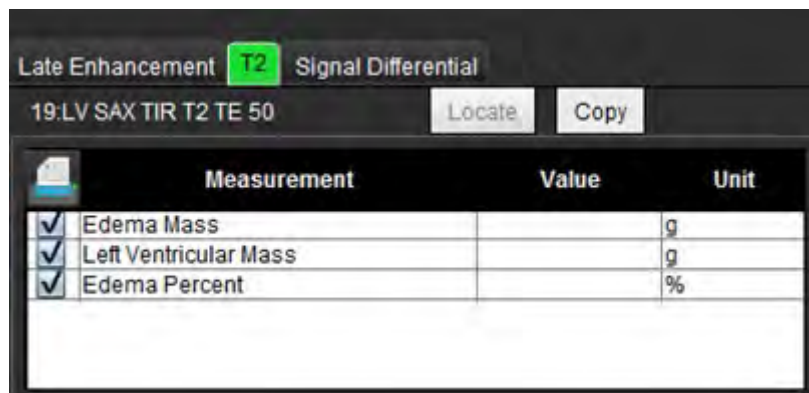 Late Enhancement T2 Signal Differential
19:LV SAX TIR T2 TE 50 Locate Copy
Measurement Value Unit
Edema Mass g
Left Ventricular Mass g
Edema Percent %